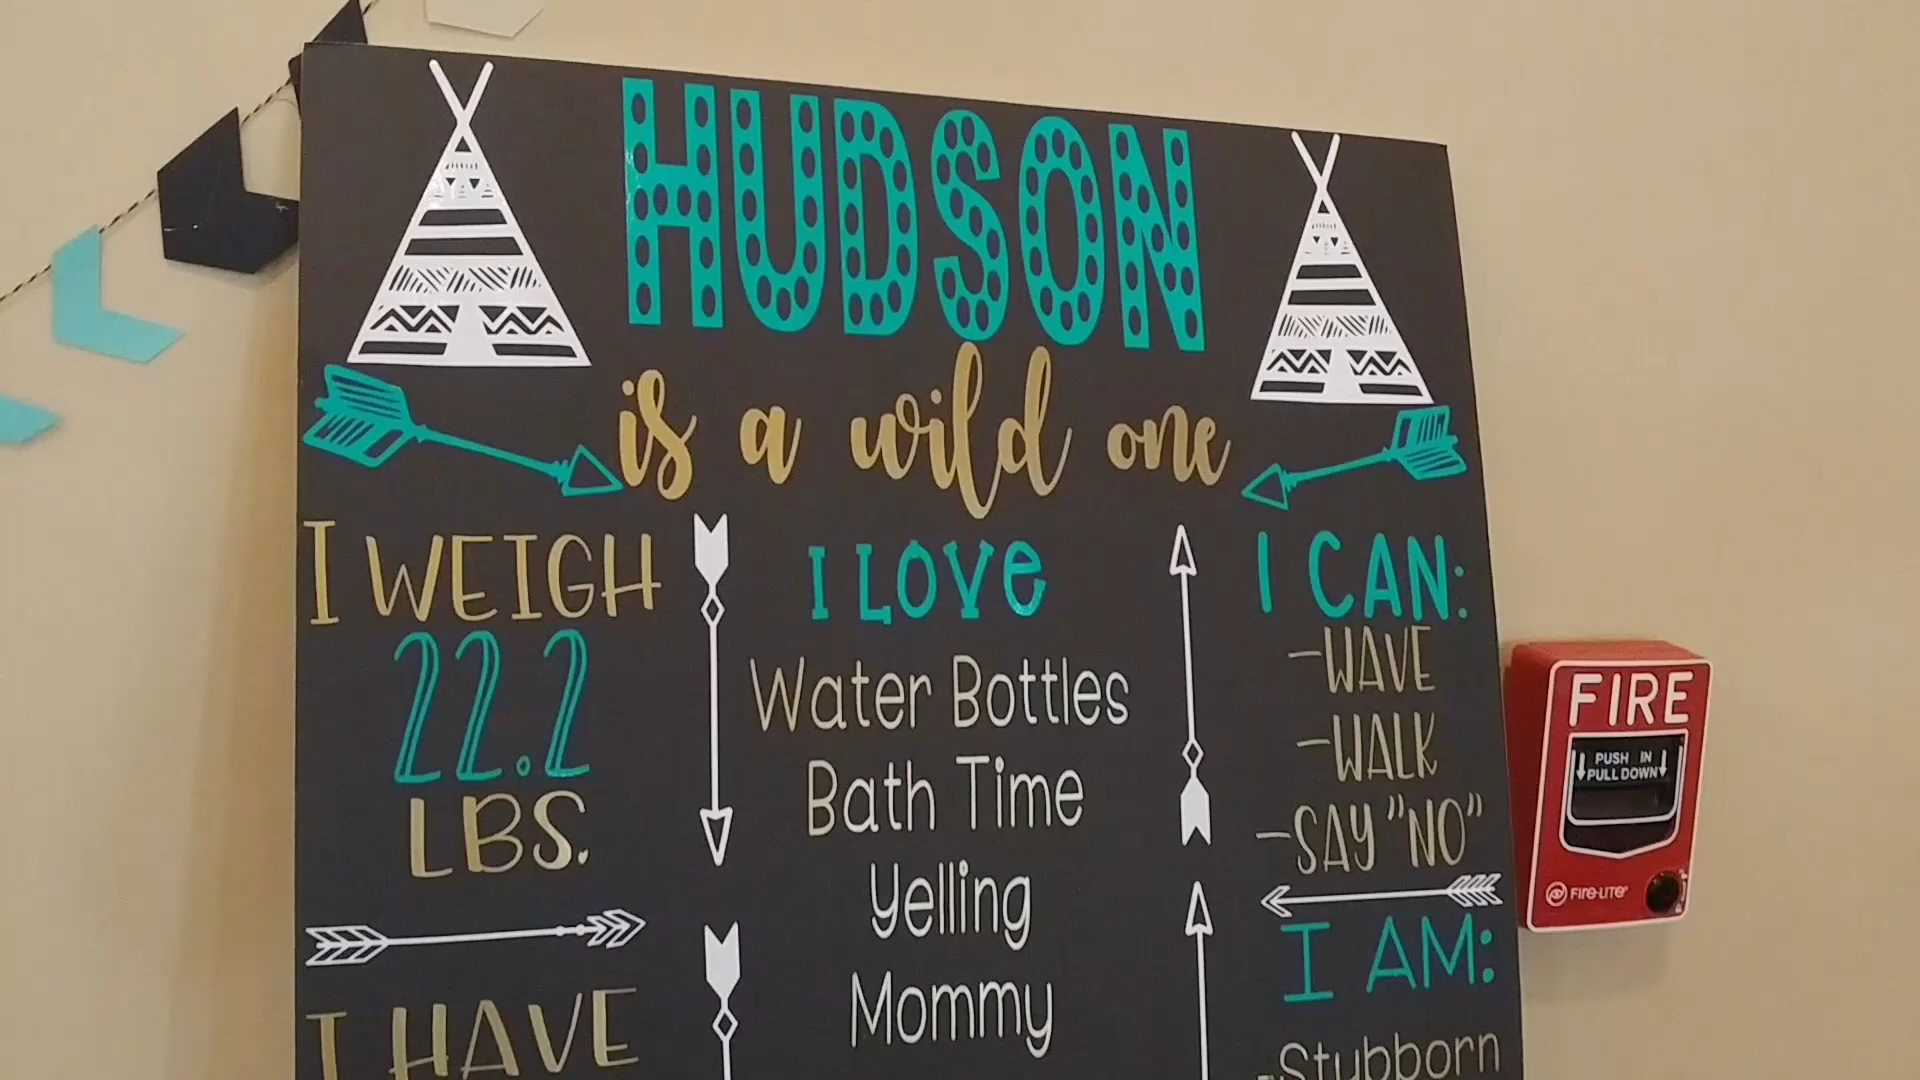 HUDSON
is a wild one
I WEIGH
22.2
LBS.
I HAVE
I LOVE
Water Bottles
Bath Time
Yelling
Mommy
I CAN:
-WAVE
-WALK
-SAY "NO"
I AM:
-Stubborn
FIRE
PUSH IN
PULL DOWN
FIRE-LITE